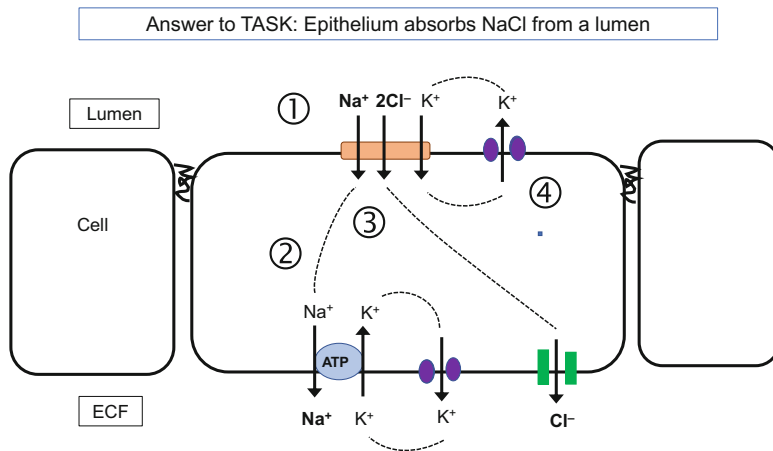 Answer to TASK: Epithelium absorbs NaCl from a lumen
Lumen
①
Na⁺ 2Cl⁻ K⁺
K⁺
Cell
②
③
④
Na⁺
K⁺
ATP
ECF
Na⁺
K⁺
K⁺
Cl⁻